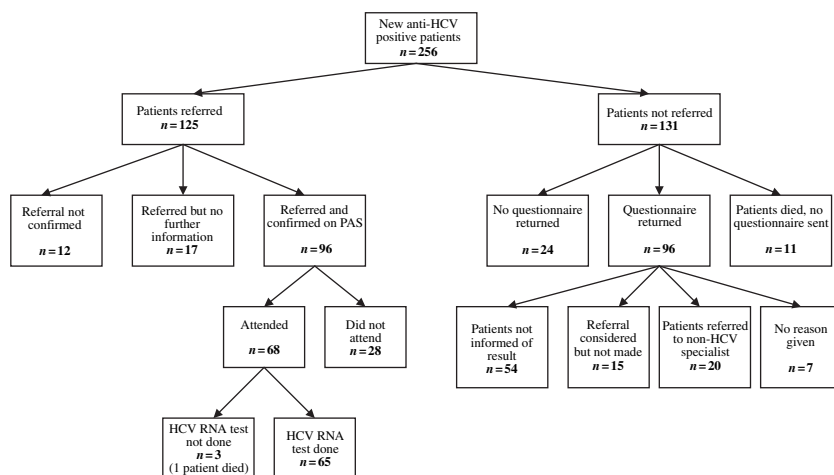 New anti-HCV
positive patients
n = 256
Patients referred
n = 125
Patients not referred
n = 131
Referral not
confirmed
n = 12
Referred but no
further
information
n = 17
Referred and
confirmed on PAS
n = 96
No questionnaire
returned
n = 24
Questionnaire
returned
n = 96
Patients died, no
questionnaire sent
n = 11
Attended
n = 68
Did not
attend
n = 28
Patients not
informed of
result
n = 54
Referral
considered
but not made
n = 15
Patients referred
to non-HCV
specialist
n = 20
No reason
given
n = 7
HCV RNA test
not done
n = 3
(1 patient died)
HCV RNA
test done
n = 65